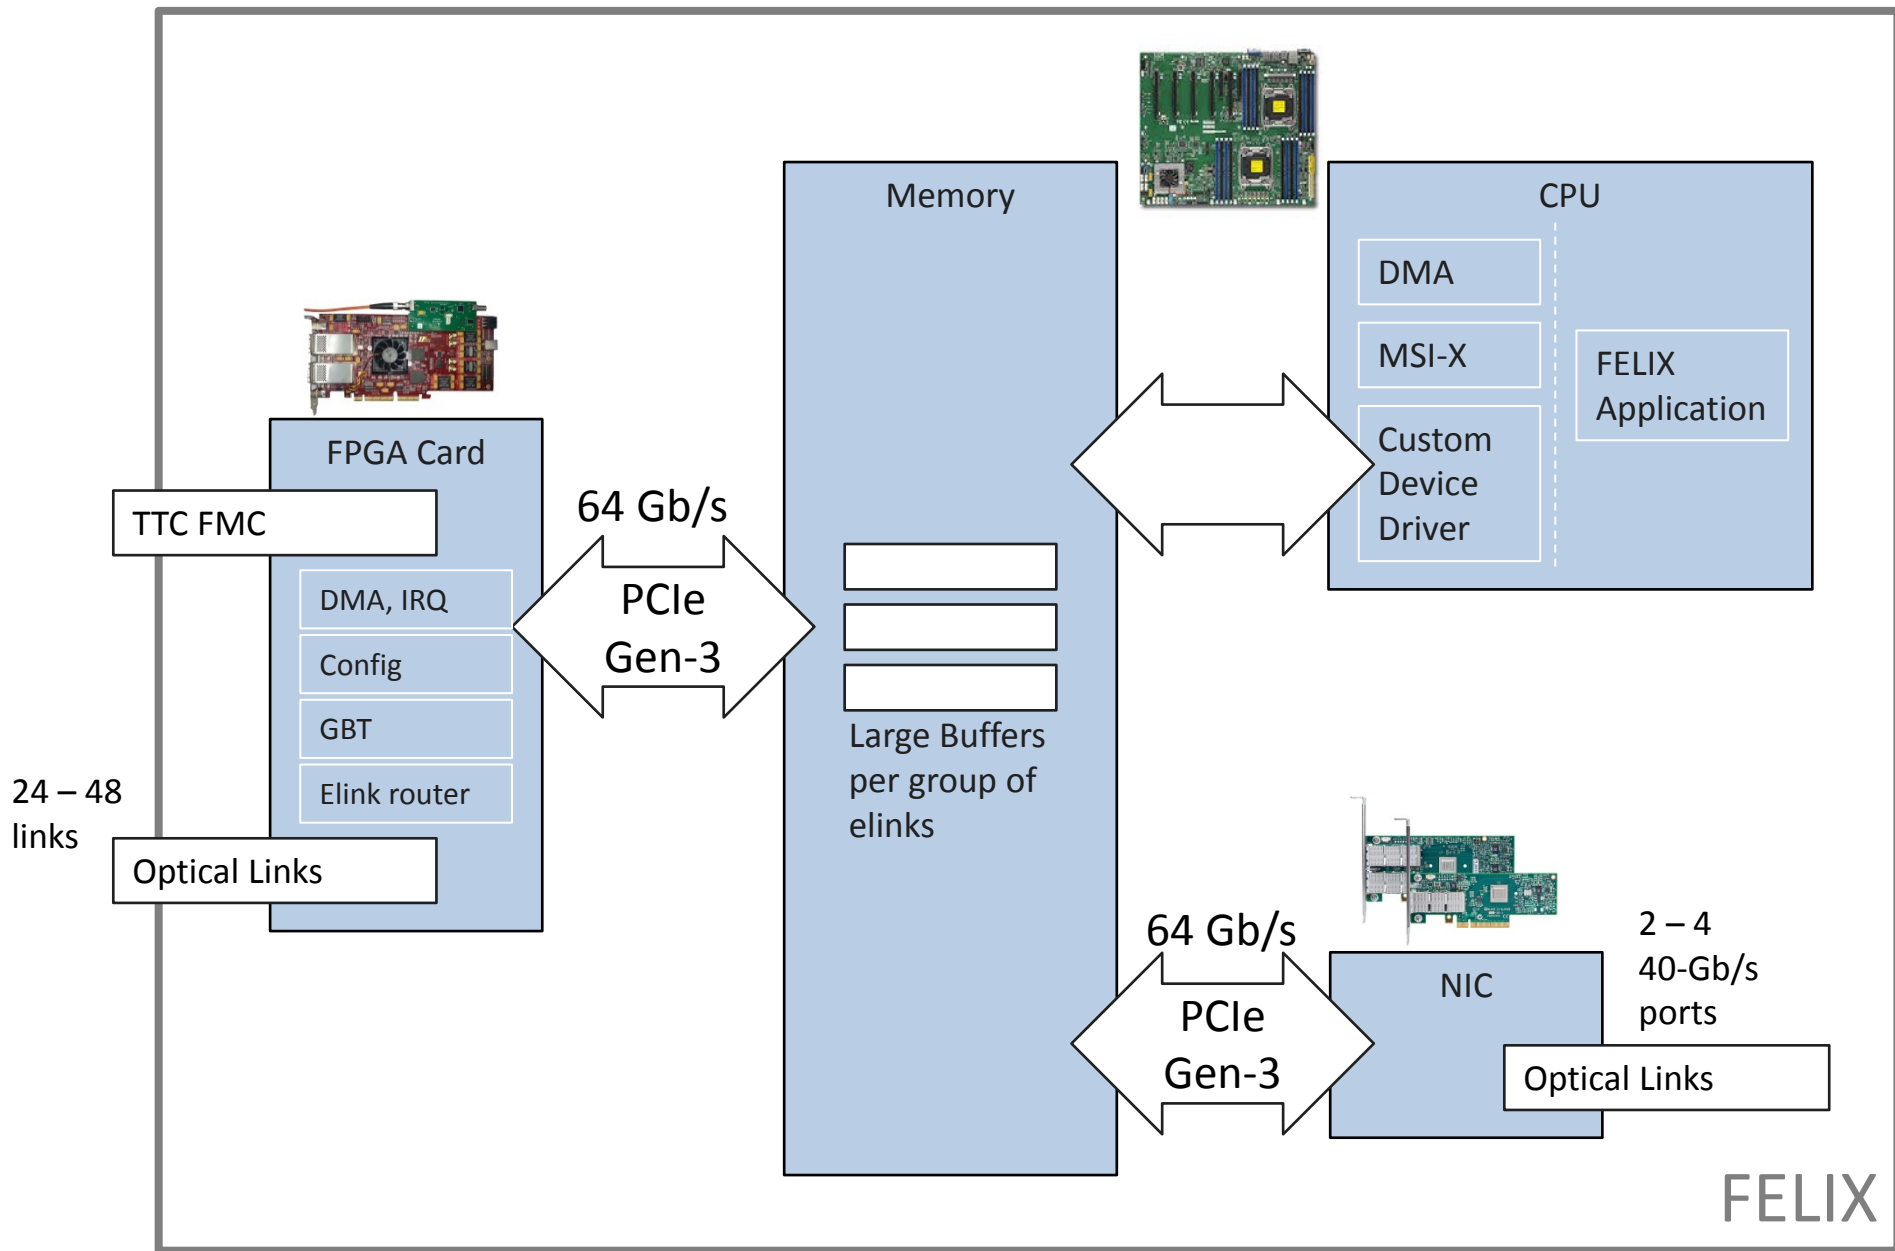 Memory
CPU
DMA
MSI-X
Custom
Device
Driver
FELIX
Application
FPGA Card
TTC FMC
DMA, IRQ
Config
GBT
Elink router
24 – 48
links
Optical Links
64 Gb/s
PCIe
Gen-3
Large Buffers
per group of
elinks
64 Gb/s
PCIe
Gen-3
NIC
2 – 4
40-Gb/s
ports
Optical Links
FELIX